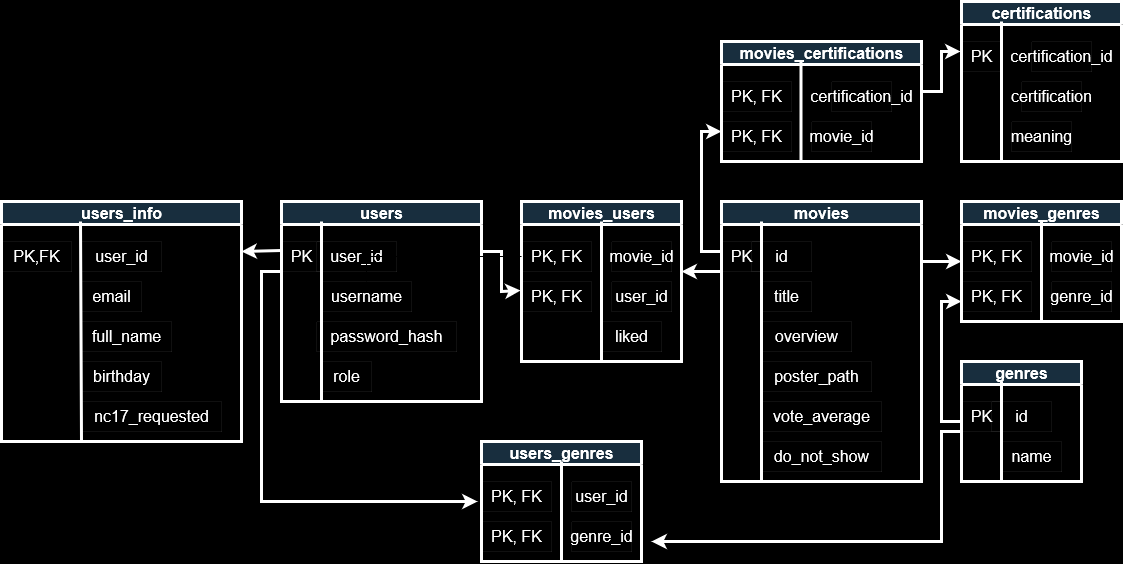 certifications
PK certification_id
certification
meaning
movies_certifications
PK, FK certification_id
PK, FK movie_id
users_info
PK,FK user_id
email
full_name
birthday
nc17_requested
users
PK user_id
username
password_hash
role
movies_users
PK, FK movie_id
PK, FK user_id
liked
movies
PK id
title
overview
poster_path
vote_average
do_not_show
movies_genres
PK, FK movie_id
PK, FK genre_id
genres
PK id
name
users_genres
PK, FK user_id
PK, FK genre_id